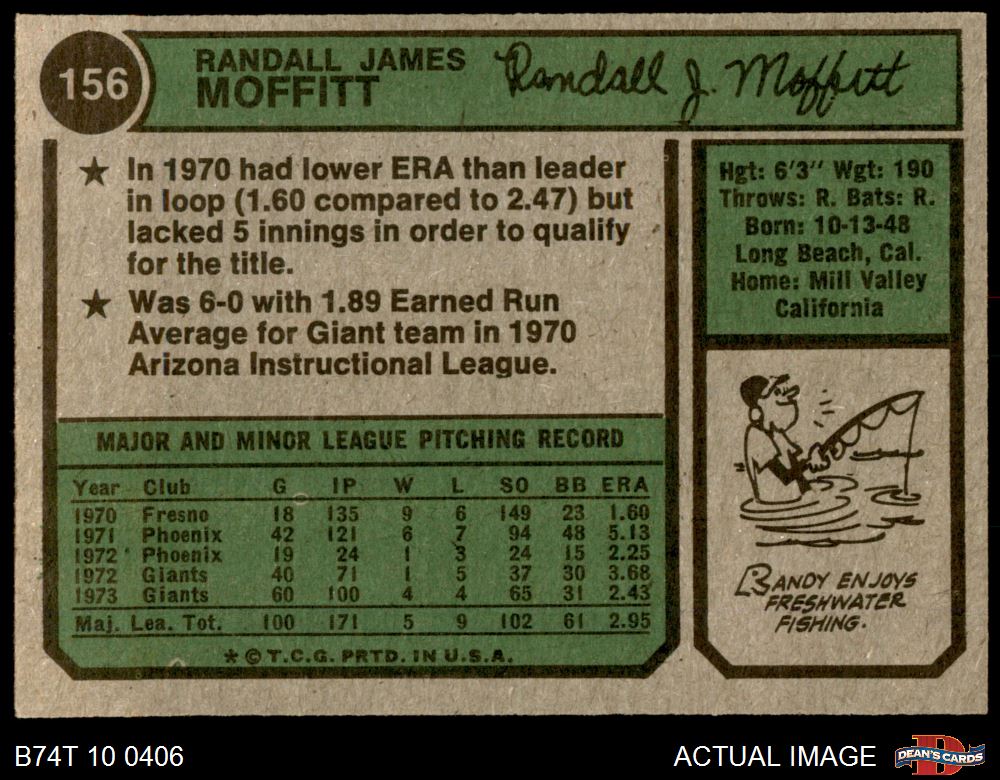 156
RANDALL JAMES
MOFFITT
Randall J. Moffitt
★ In 1970 had lower ERA than leader
in loop (1.60 compared to 2.47) but
lacked 5 innings in order to qualify
for the title.
★ Was 6-0 with 1.89 Earned Run
Average for Giant team in 1970
Arizona Instructional League.
Hgt: 6'3'' Wgt: 190
Throws: R. Bats: R.
Born: 10-13-48
Long Beach, Cal.
Home: Mill Valley
California
MAJOR AND MINOR LEAGUE PITCHING RECORD
Year Club G IP W L SO BB ERA
1970 Fresno 18 135 9 6 149 23 1.60
1971 Phoenix 42 121 6 7 94 48 5.13
1972 Phoenix 19 24 1 3 24 15 2.25
1972 Giants 40 71 1 5 37 30 3.68
1973 Giants 60 100 4 4 65 31 2.43
Maj. Lea. Tot. 100 171 5 9 102 61 2.95
★ © T.C.G. PRTD. IN U.S.A.
RANDY ENJOYS
FRESHWATER
FISHING.
B74T 10 0406
ACTUAL IMAGE
D
DEAN'S CARDS